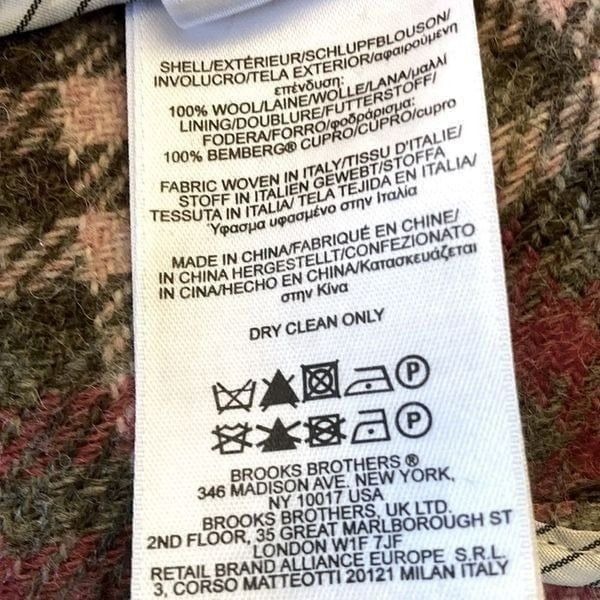 SHELL/EXTÉRIEUR/SCHLUPFBLOUSON/
INVOLUCRO/TELA EXTERIOR/αφαιρούμενη
επένδυση:
100% WOOL/LAINE/WOLLE/LANA/μαλλί
LINING/DOUBLURE/FUTTERSTOFF/
FODERA/FORRO/φοδράρισμα:
100% BEMBERG® CUPRO/CUPRO/cupro
FABRIC WOVEN IN ITALY/TISSU D'ITALIE/
STOFF IN ITALIEN GEWEBT/STOFFA
TESSUTA IN ITALIA/ TELA TEJIDA EN ITALIA/
Ύφασμα υφασμένο στην Ιταλία
MADE IN CHINA/FABRIQUÉ EN CHINE/
IN CHINA HERGESTELLT/CONFEZIONATO
IN CINA/HECHO EN CHINA/Κατασκευάζεται
στην Κίνα
DRY CLEAN ONLY
P
P
BROOKS BROTHERS ®
346 MADISON AVE. NEW YORK,
NY 10017 USA
BROOKS BROTHERS, UK LTD.
2ND FLOOR, 35 GREAT MARLBOROUGH ST
LONDON W1F 7JF
RETAIL BRAND ALLIANCE EUROPE S.R.L.
3, CORSO MATTEOTTI 20121 MILAN ITALY